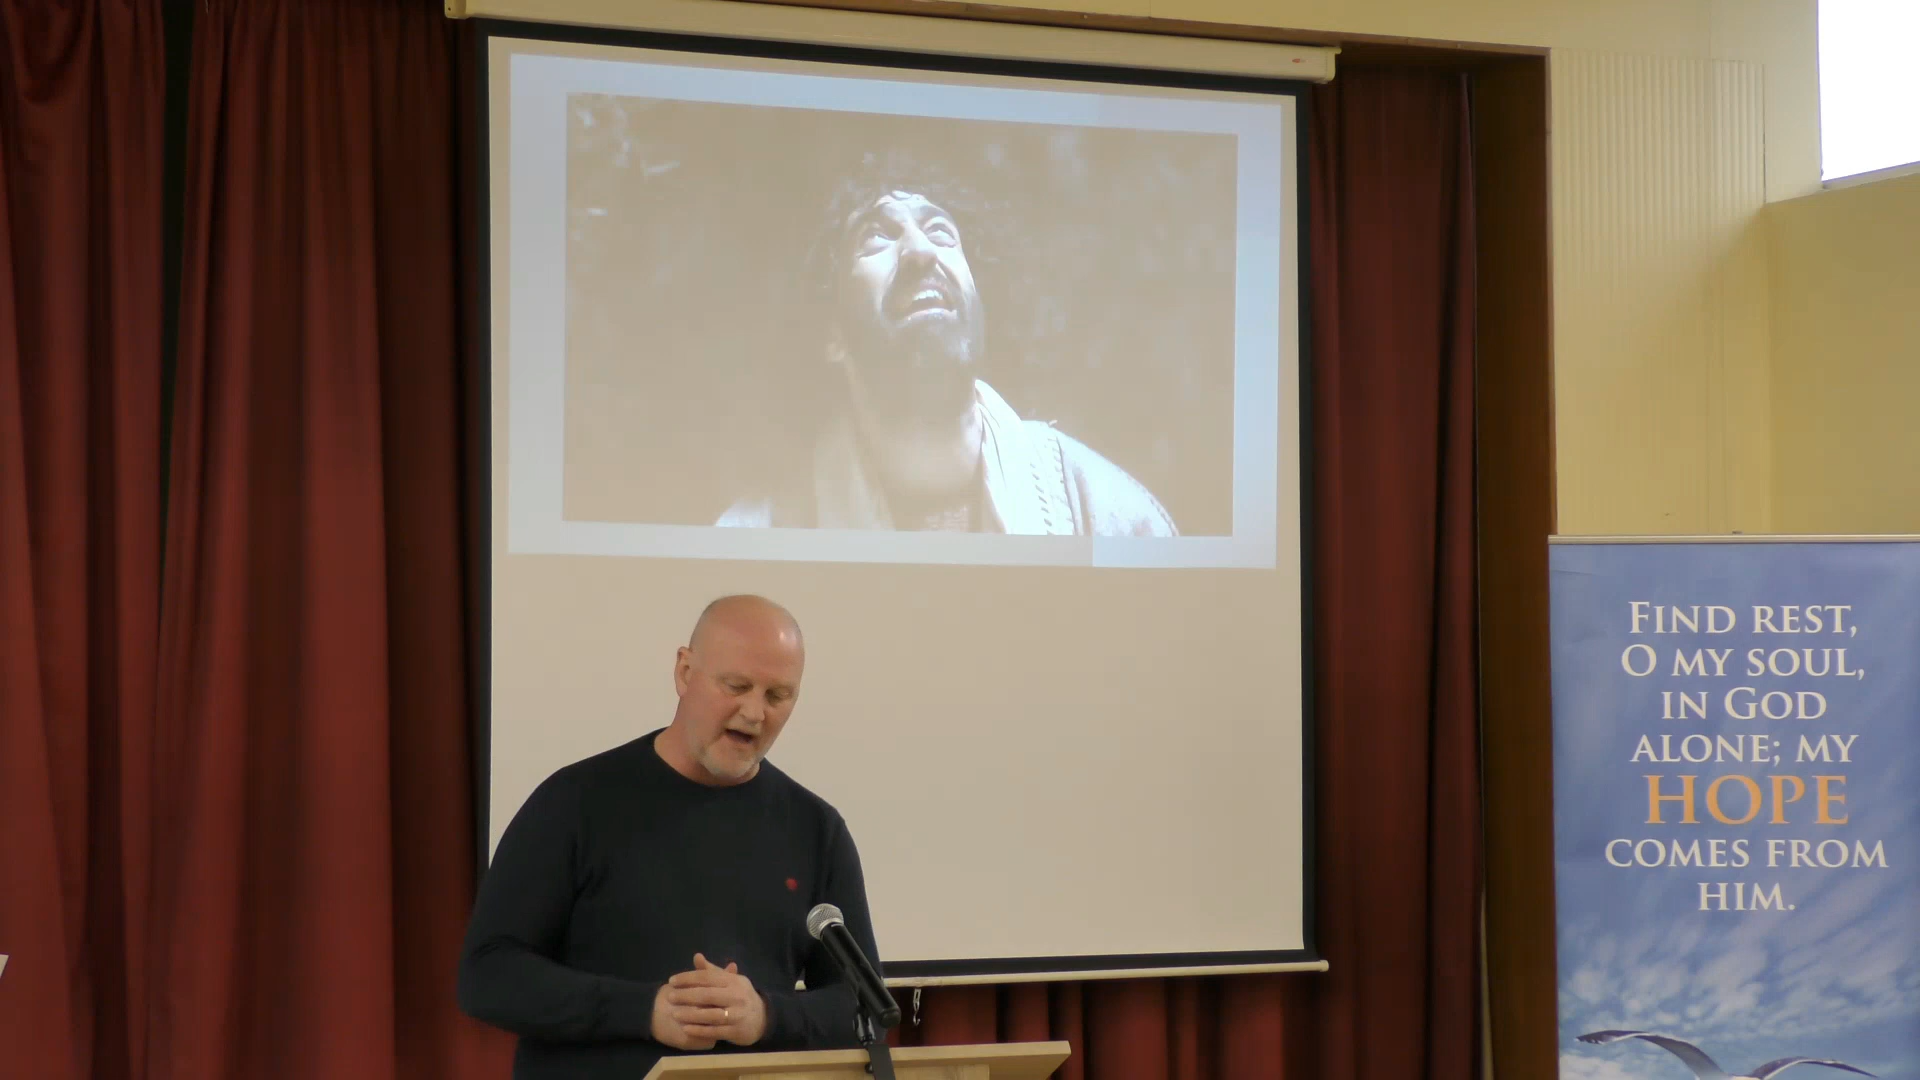 FIND REST,
O MY SOUL,
IN GOD
ALONE; MY
HOPE
COMES FROM
HIM.